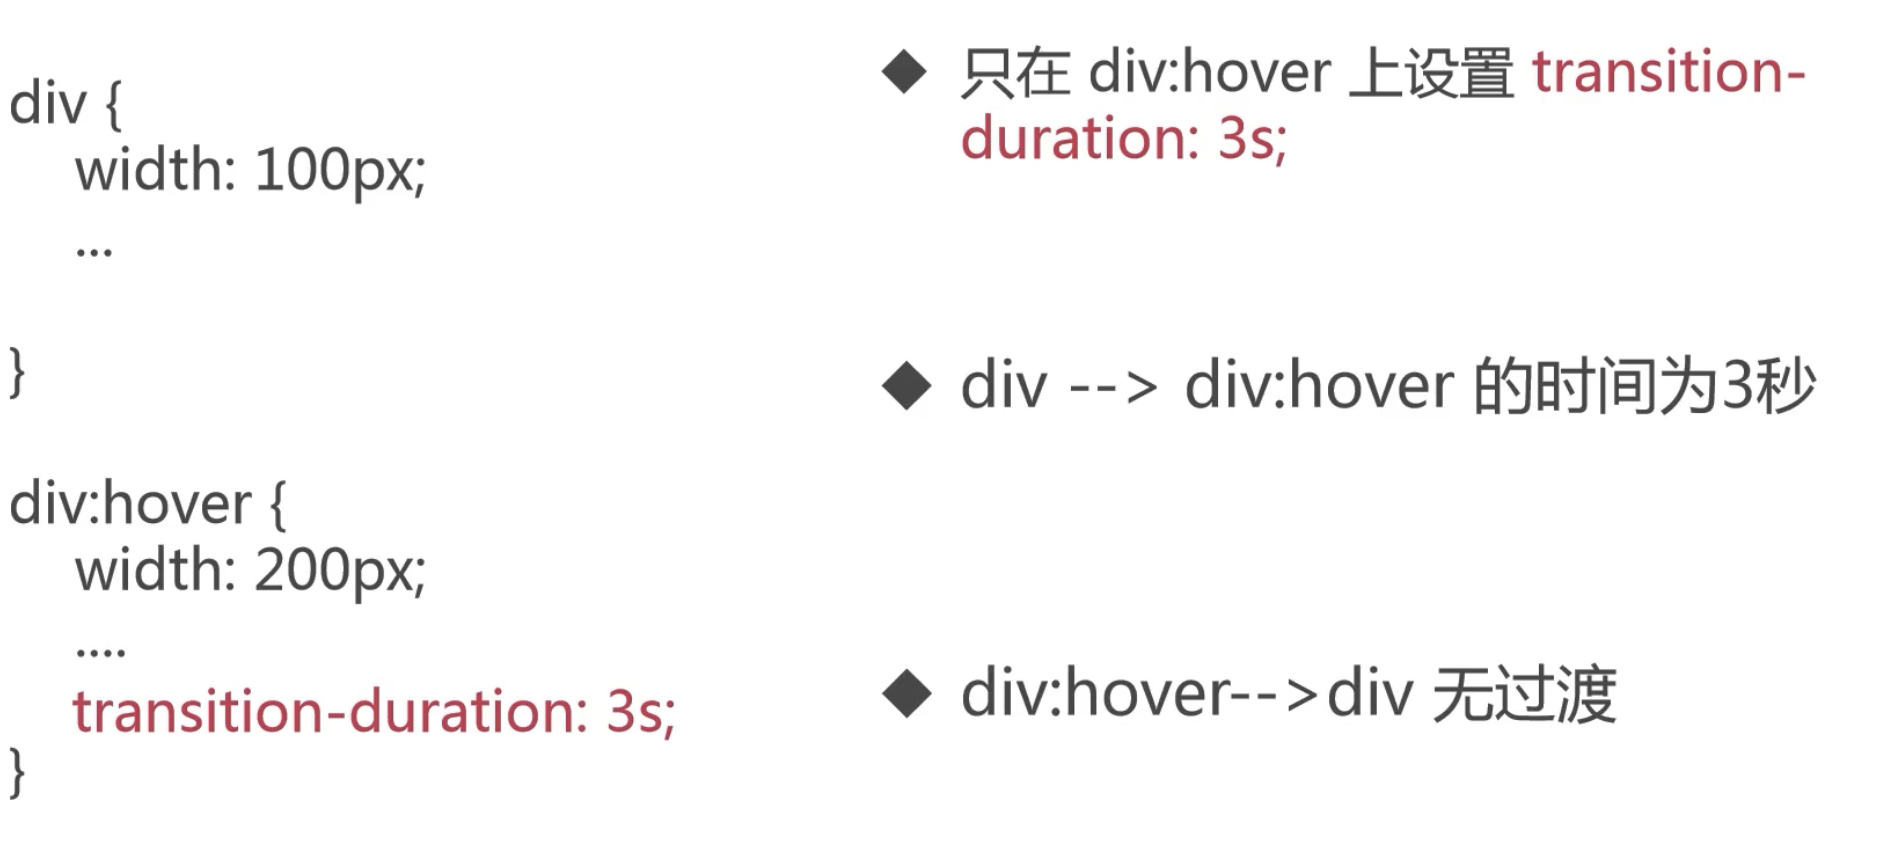 div {
width: 100px;
...
}
div:hover {
width: 200px;
....
transition-duration: 3s;
}
◆ 只在 div:hover 上设置 transition-
duration: 3s;
◆ div --> div:hover 的时间为3秒
◆ div:hover-->div 无过渡